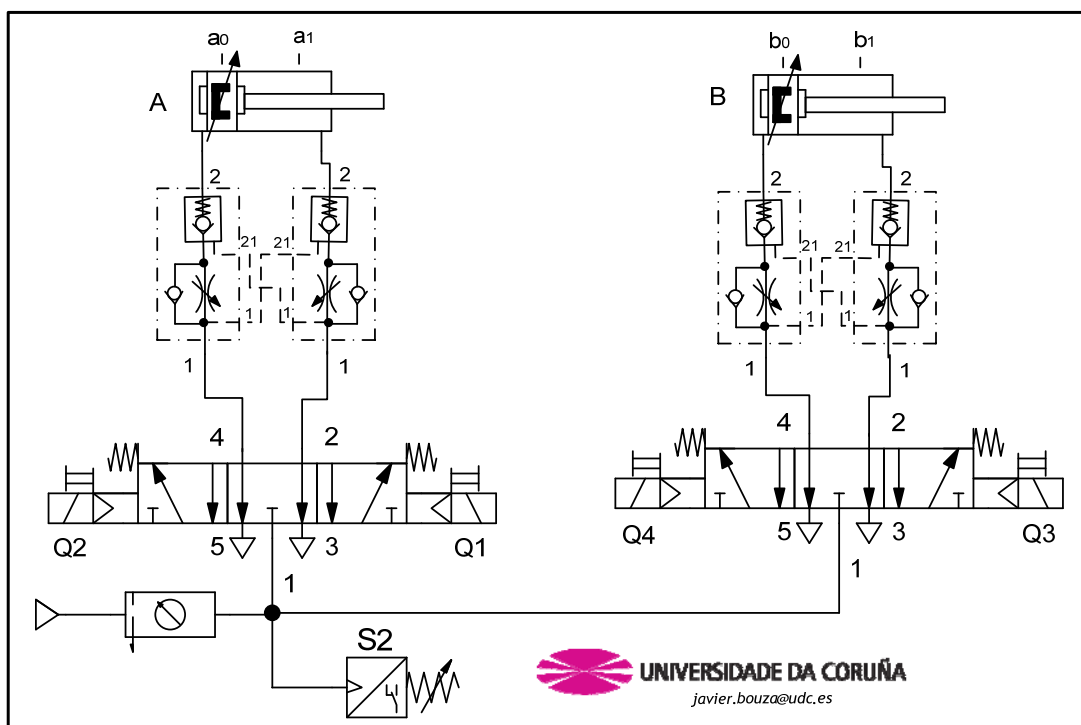 a0 a1
b0 b1
A
B
2 2
2 2
21 21
21 21
1 1
1 1
1 1
1 1
4 2
4 2
Q2 5 3 Q1
Q4 5 3 Q3
1
1
S2
UNIVERSIDADE DA CORUÑA
javier.bouza@udc.es